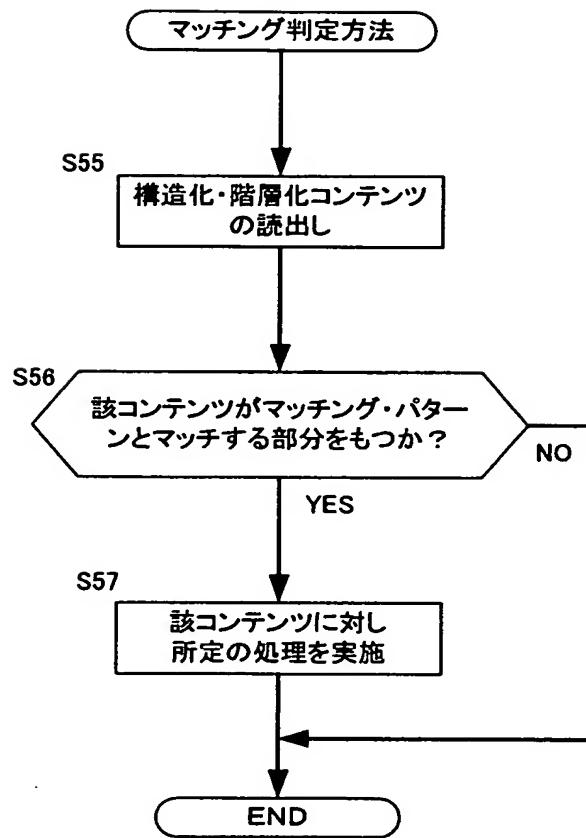 マッチング判定方法
S55
構造化・階層化コンテンツ
の読出し
S56
該コンテンツがマッチング・パター
ンとマッチする部分をもつか？
NO
YES
S57
該コンテンツに対し
所定の処理を実施
END